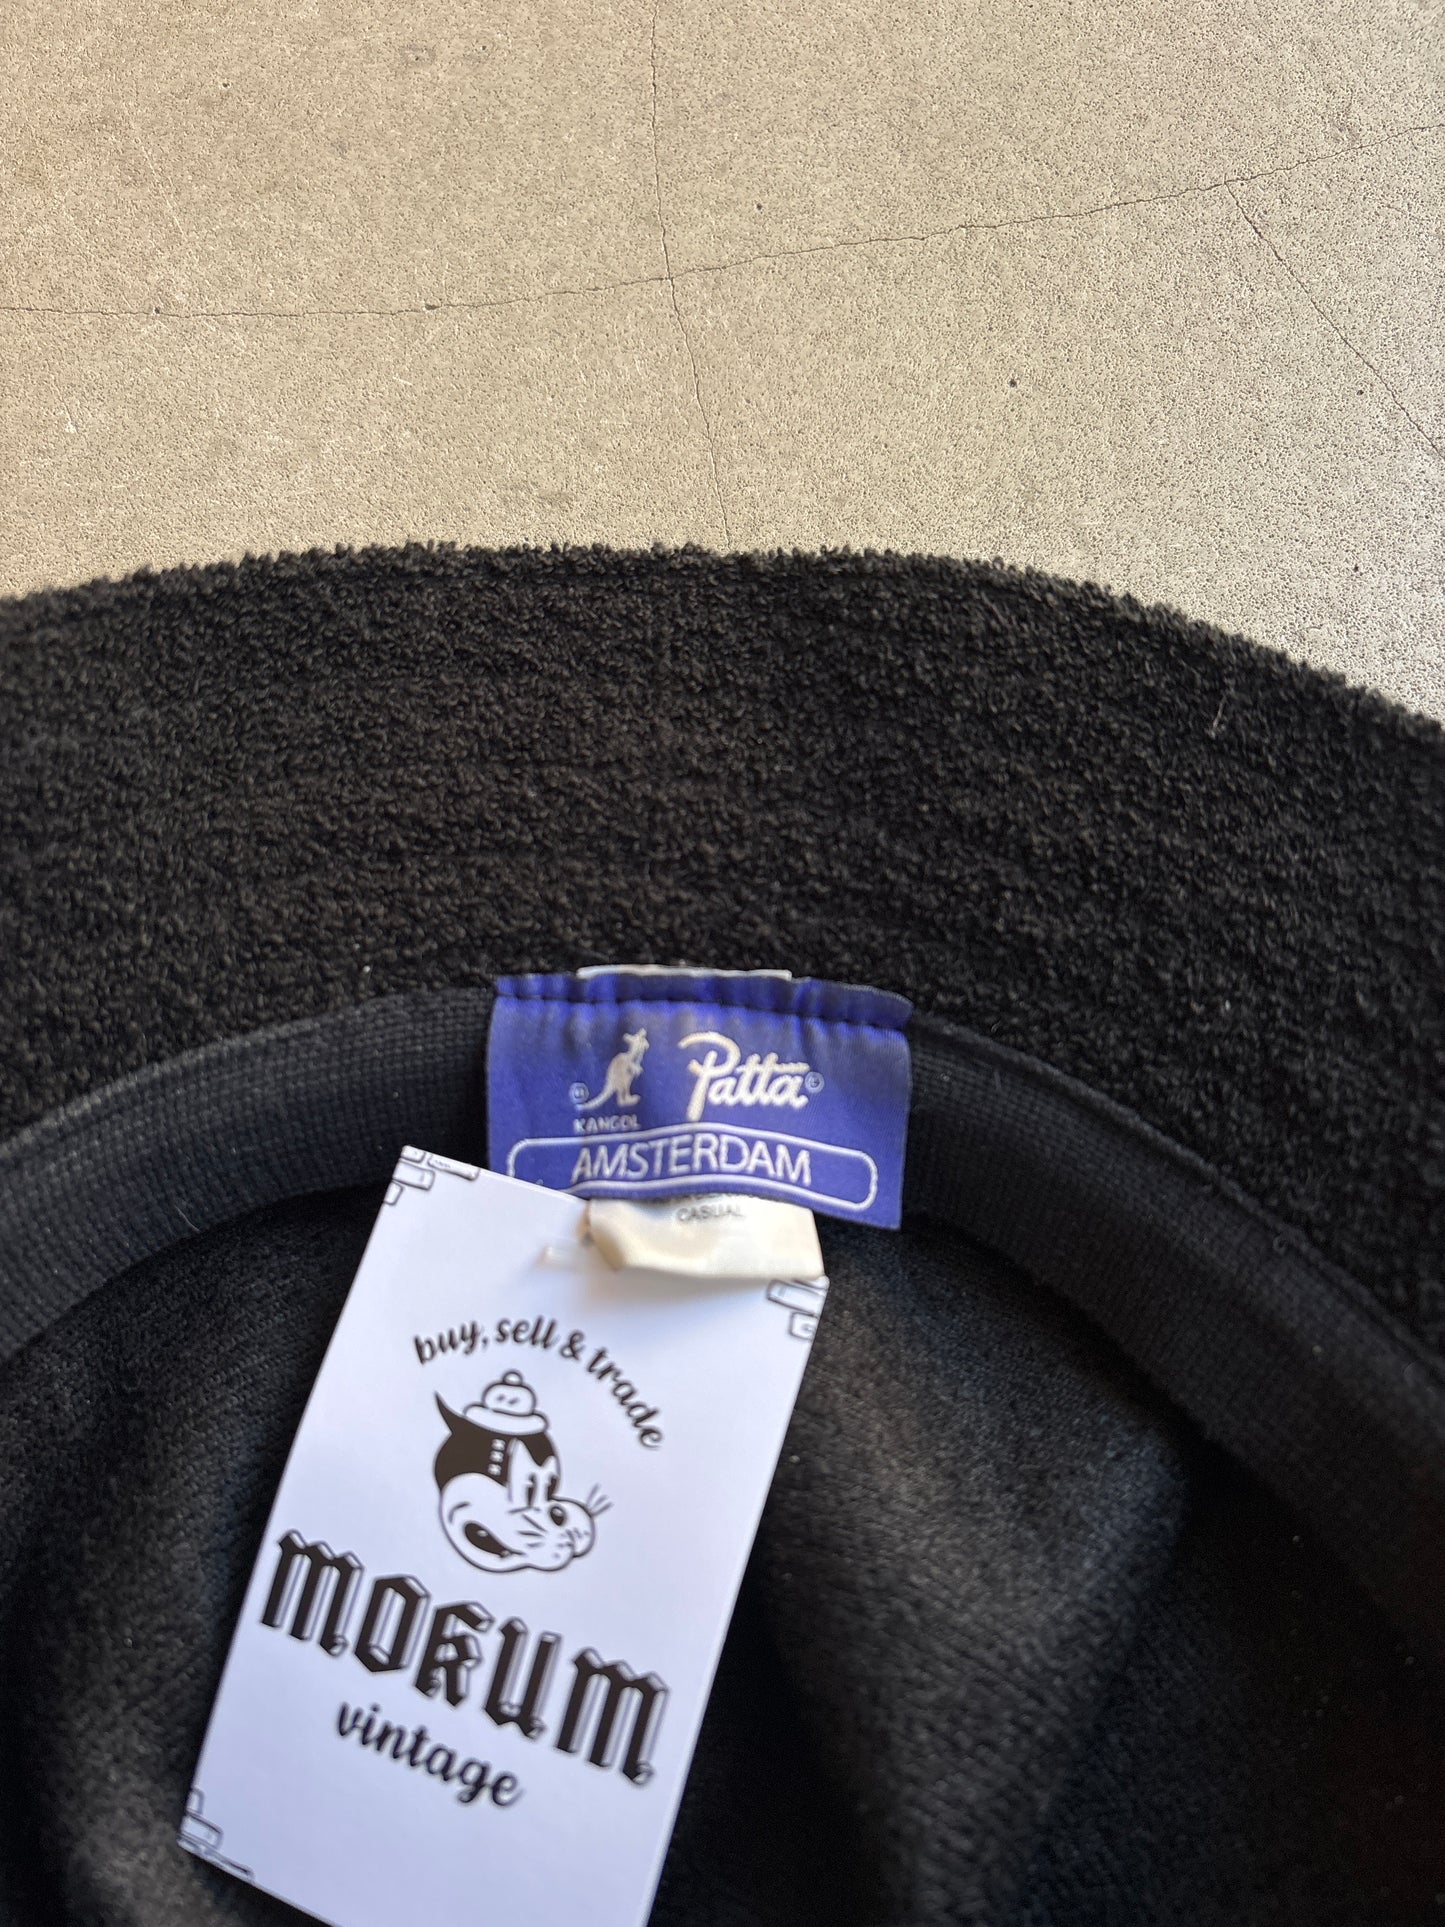 Patta®
KANGOL
AMSTERDAM
CASUAL
buy, sell & trade
MOKUM
vintage